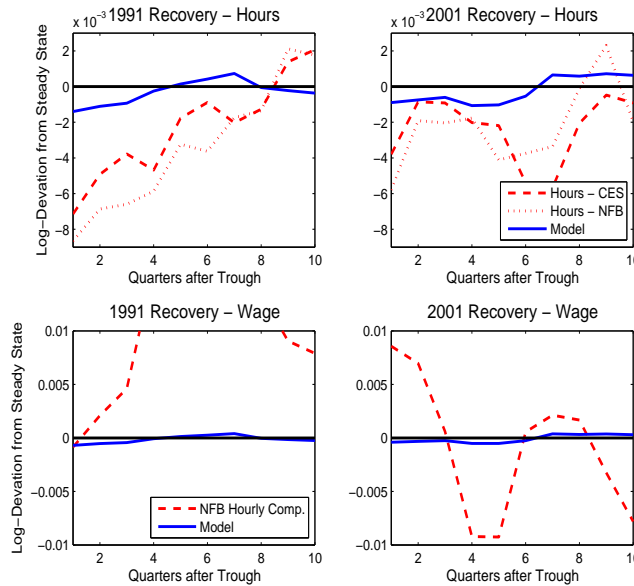 x 10⁻³ 1991 Recovery − Hours
2
0
−2
−4
−6
−8
2 4 6 8 10
Quarters after Trough
Log−Devation from Steady State
x 10⁻³ 2001 Recovery − Hours
2
0
−2
−4
−6
−8
Hours − CES
Hours − NFB
Model
2 4 6 8 10
Quarters after Trough
1991 Recovery − Wage
0.01
0.005
0
−0.005
−0.01
NFB Hourly Comp.
Model
2 4 6 8 10
Quarters after Trough
Log−Deviation from Steady State
2001 Recovery − Wage
0.01
0.005
0
−0.005
−0.01
2 4 6 8 10
Quarters after Trough